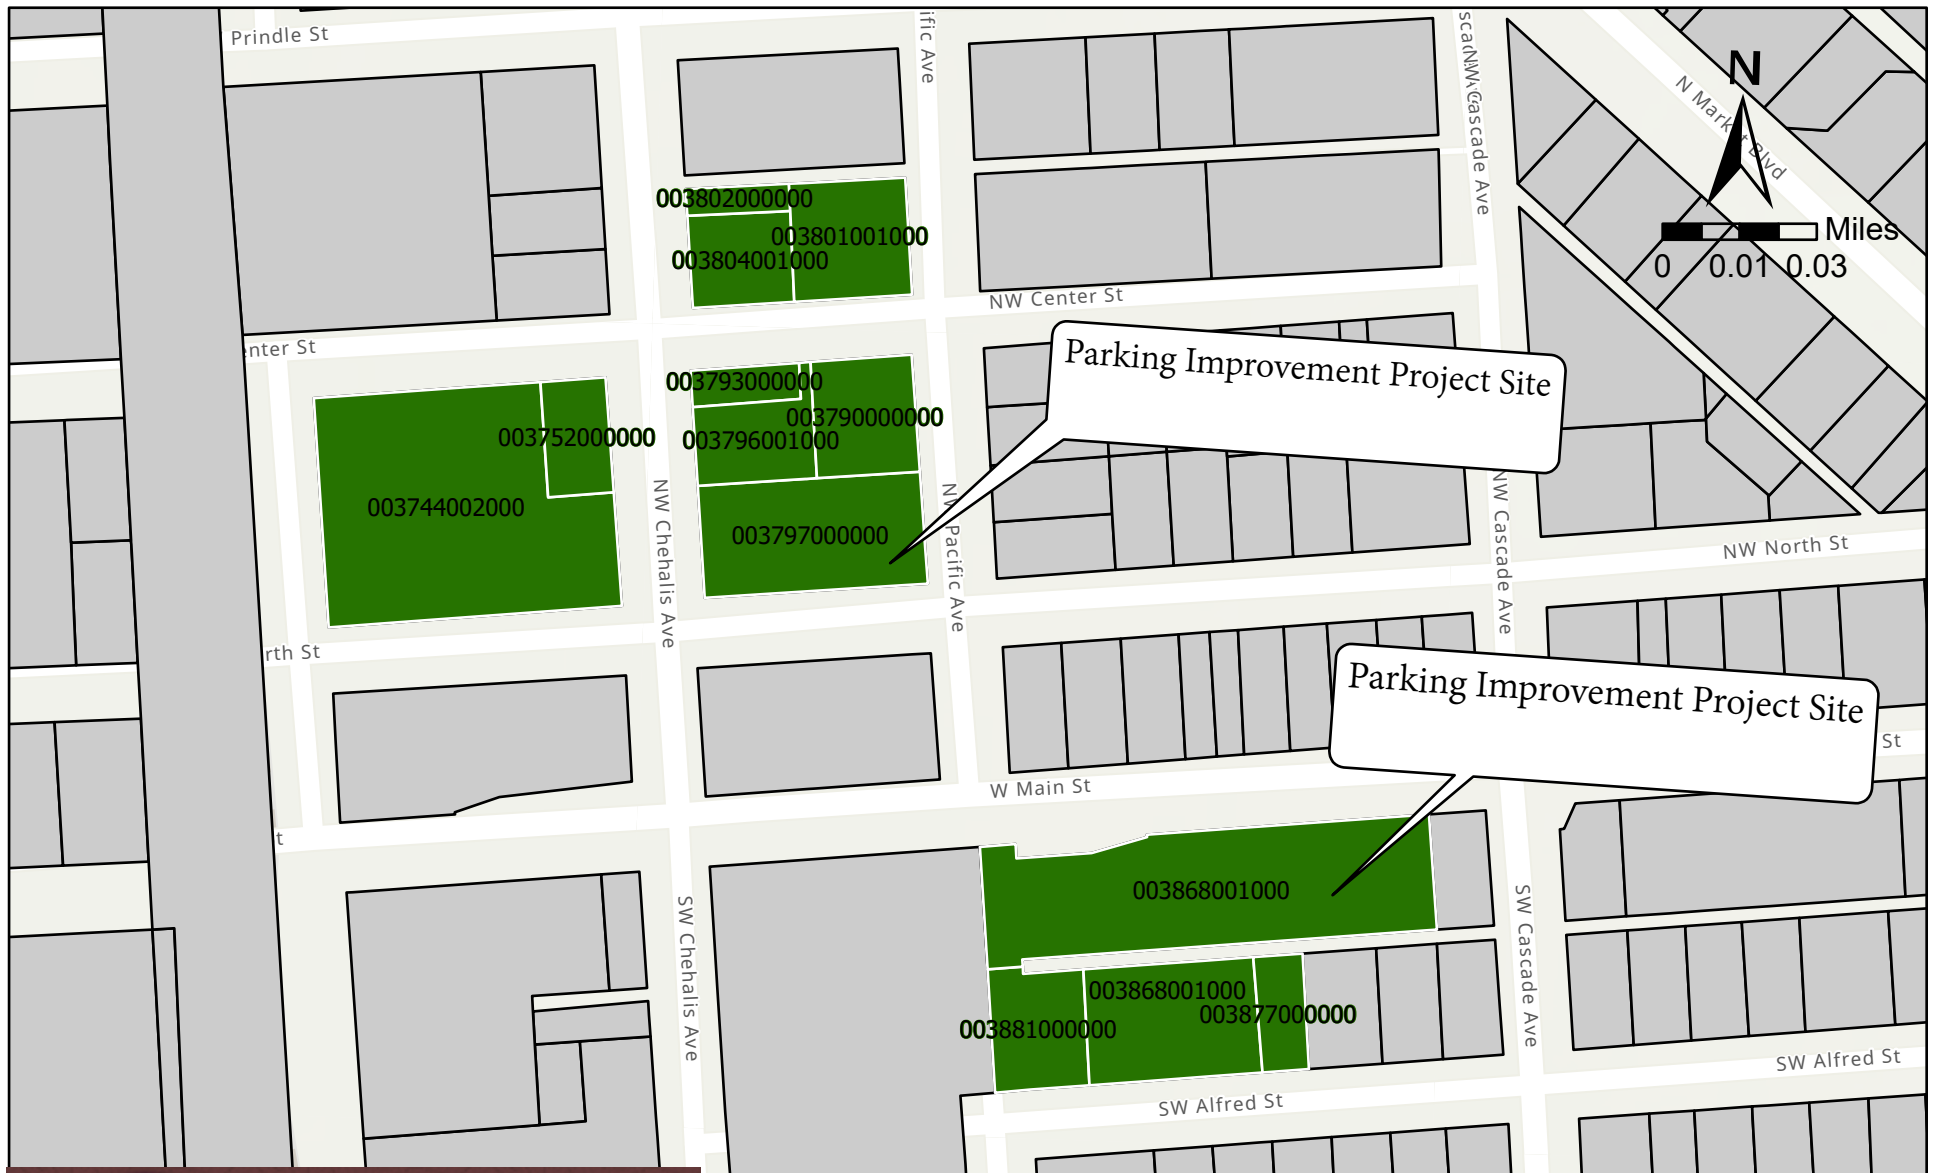 Prindle St
ific Ave
scad
NW Cascade Ave
N Market Blvd
N
Miles
0 0.01 0.03
003802000000
003801001000
003804001000
NW Center St
enter St
Parking Improvement Project Site
003793000000
003790000000
003752000000
003796001000
003744002000
003797000000
NW Chehalis Ave
NW Pacific Ave
NW Cascade Ave
NW North St
rth St
Parking Improvement Project Site
St
W Main St
t
003868001000
SW Chehalis Ave
SW Cascade Ave
003868001000
003877000000
003881000000
SW Alfred St
SW Alfred St